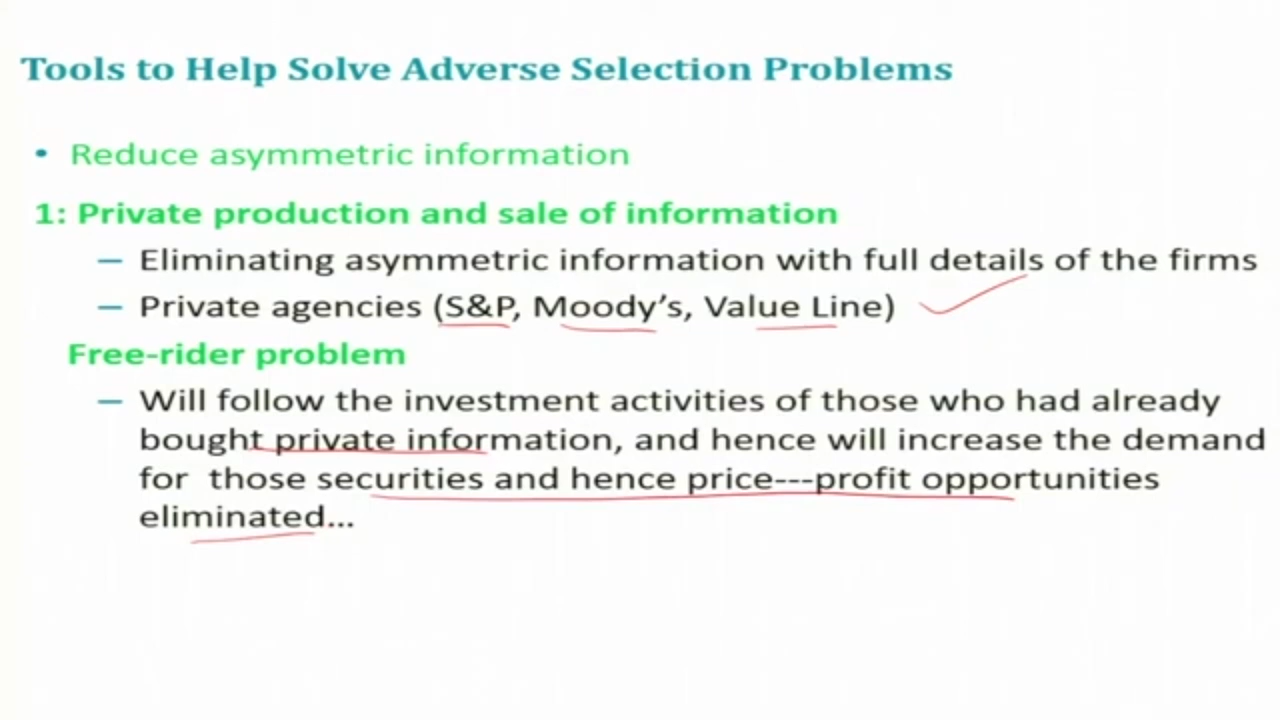 Tools to Help Solve Adverse Selection Problems
• Reduce asymmetric information
1: Private production and sale of information
– Eliminating asymmetric information with full details of the firms
– Private agencies (S&P, Moody's, Value Line)
Free-rider problem
– Will follow the investment activities of those who had already
bought private information, and hence will increase the demand
for those securities and hence price---profit opportunities
eliminated...